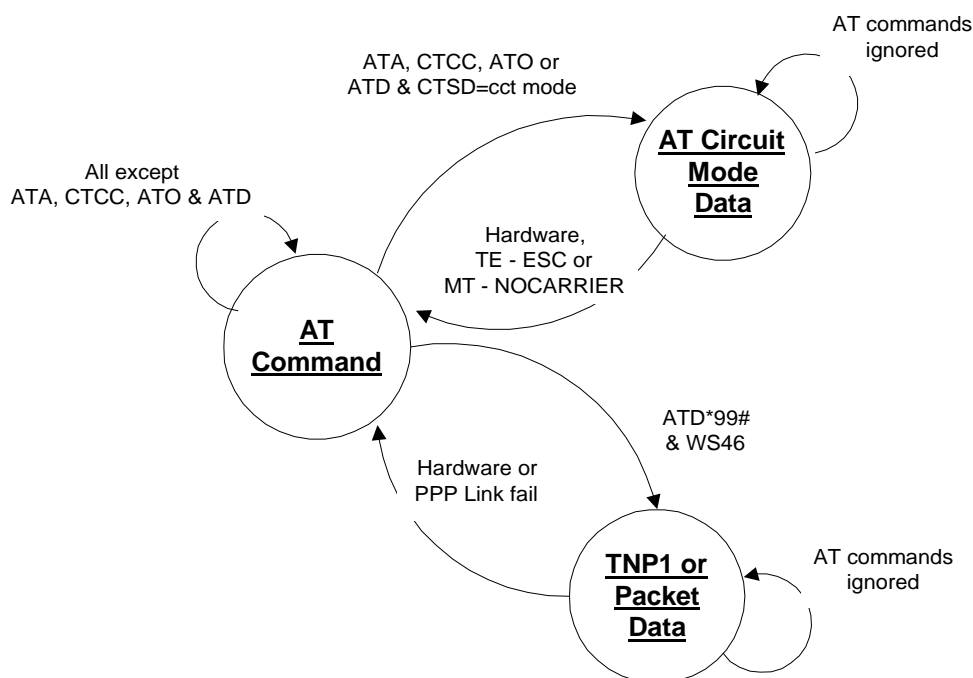 AT commands
ignored
ATA, CTCC, ATO or
ATD & CTSD=cct mode
AT Circuit
Mode
Data
All except
ATA, CTCC, ATO & ATD
Hardware,
TE - ESC or
MT - NOCARRIER
AT
Command
ATD*99#
& WS46
Hardware or
PPP Link fail
TNP1 or
Packet
Data
AT commands
ignored